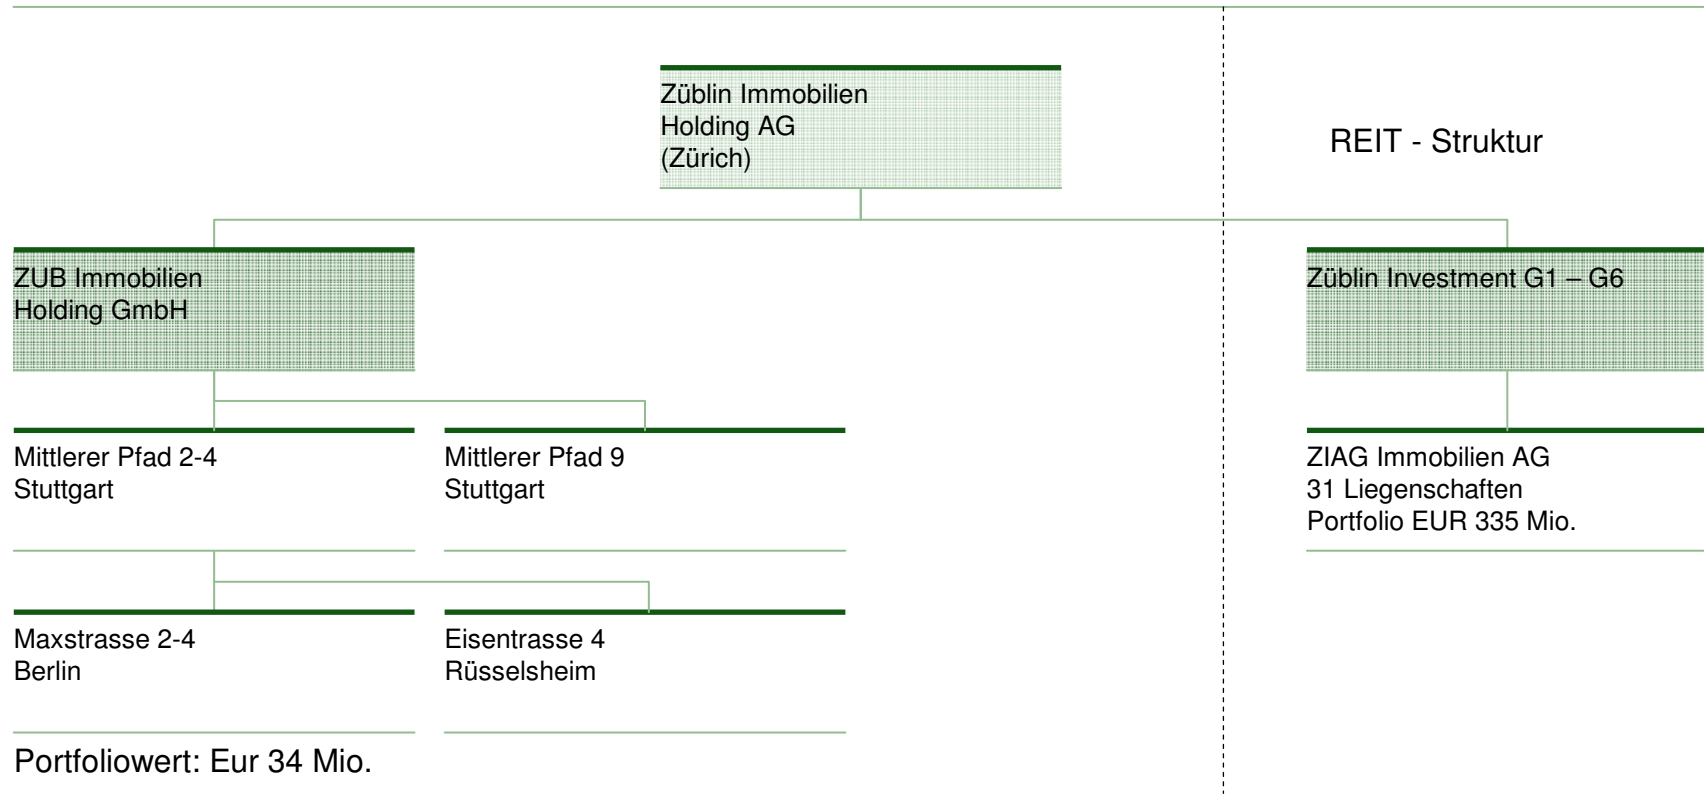 Züblin Immobilien
Holding AG
(Zürich)
REIT - Struktur
ZUB Immobilien
Holding GmbH
Züblin Investment G1 – G6
Mittlerer Pfad 2-4
Stuttgart
Mittlerer Pfad 9
Stuttgart
ZIAG Immobilien AG
31 Liegenschaften
Portfolio EUR 335 Mio.
Maxstrasse 2-4
Berlin
Eisentrasse 4
Rüsselsheim
Portfoliowert: Eur 34 Mio.